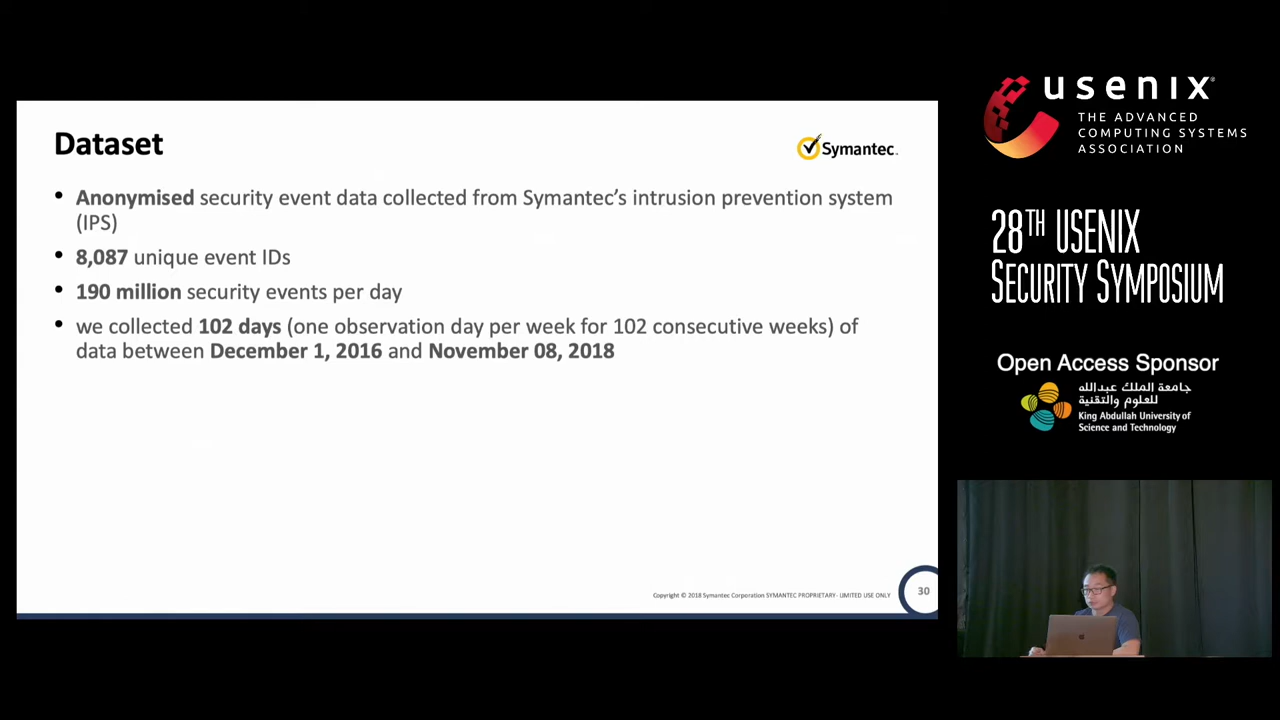 Dataset
Symantec.
• Anonymised security event data collected from Symantec’s intrusion prevention system
(IPS)
• 8,087 unique event IDs
• 190 million security events per day
• we collected 102 days (one observation day per week for 102 consecutive weeks) of
data between December 1, 2016 and November 08, 2018
Copyright © 2018 Symantec Corporation SYMANTEC PROPRIETARY- LIMITED USE ONLY
30
usenix®
THE ADVANCED
COMPUTING SYSTEMS
ASSOCIATION
28TH USENIX
SECURITY SYMPOSIUM
Open Access Sponsor
جامعة الملك عبدالله
للعلوم والتقنية
King Abdullah University of
Science and Technology